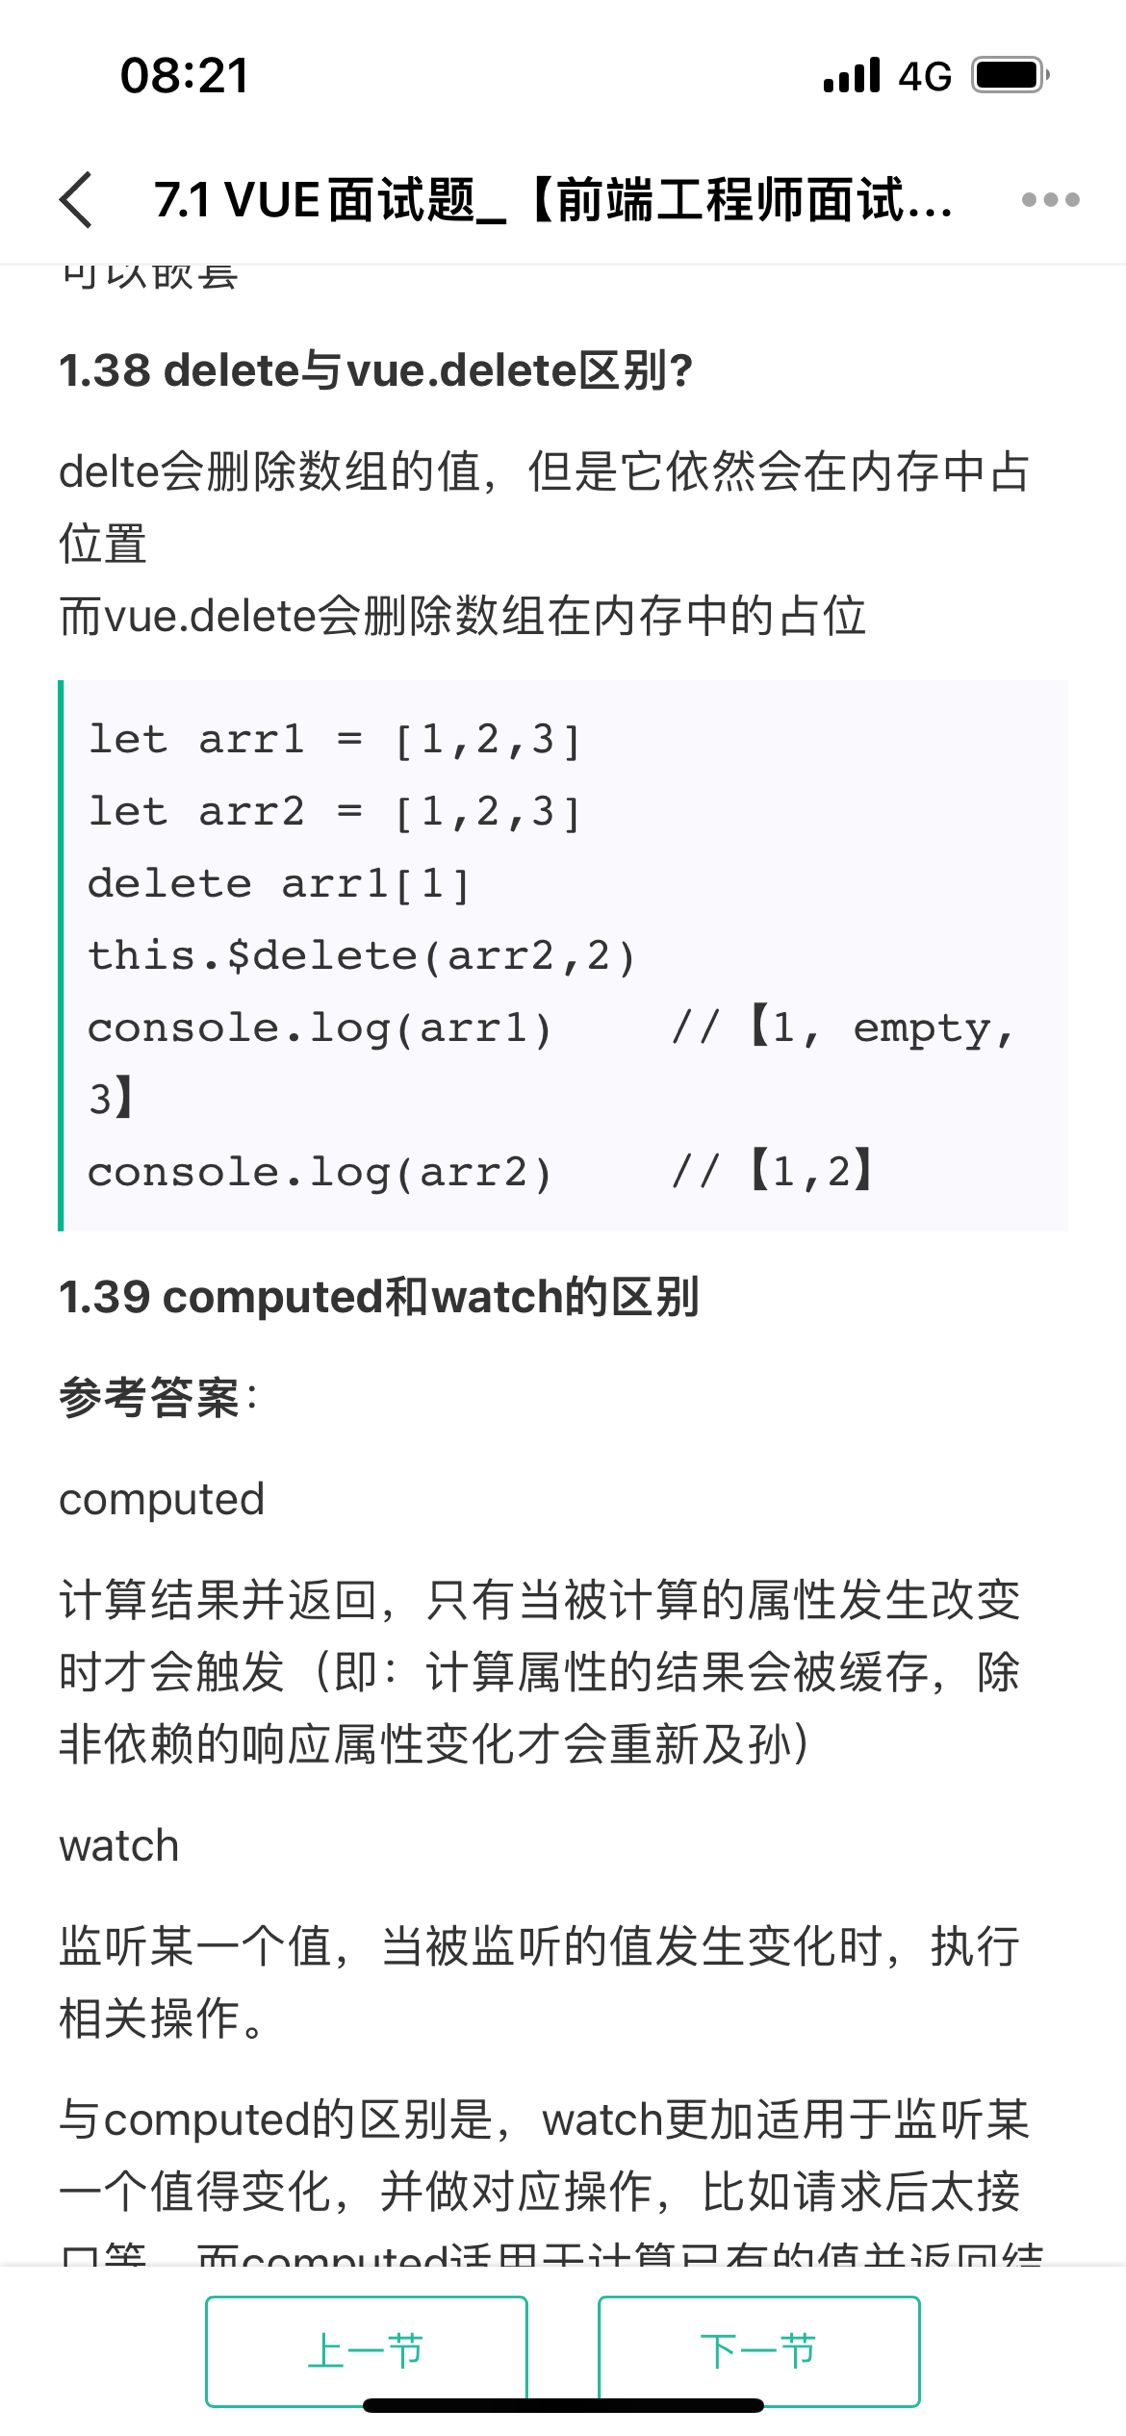 08:21
4G
7.1 VUE面试题_【前端工程师面试...
可以嵌套
1.38 delete与vue.delete区别?
delte会删除数组的值，但是它依然会在内存中占
位置
而vue.delete会删除数组在内存中的占位
let arr1 = [1,2,3]
let arr2 = [1,2,3]
delete arr1[1]
this.$delete(arr2,2)
console.log(arr1)    //【1, empty,
3】
console.log(arr2)    //【1,2】
1.39 computed和watch的区别
参考答案：
computed
计算结果并返回，只有当被计算的属性发生改变
时才会触发（即：计算属性的结果会被缓存，除
非依赖的响应属性变化才会重新及孙）
watch
监听某一个值，当被监听的值发生变化时，执行
相关操作。
与computed的区别是，watch更加适用于监听某
一个值得变化，并做对应操作，比如请求后太接
口等。而computed适用于计算已有的值并返回结
上一节
下一节